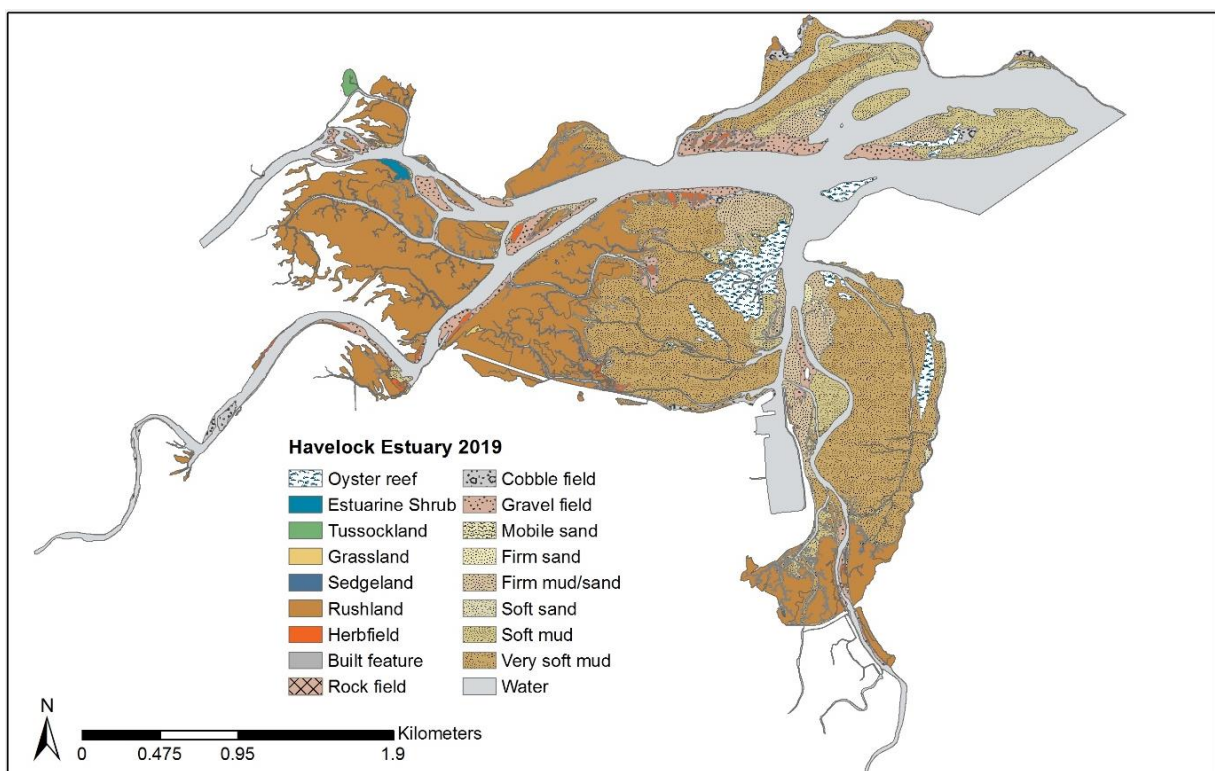 Havelock Estuary 2019
Oyster reef
Estuarine Shrub
Tussockland
Grassland
Sedgeland
Rushland
Herbfield
Built feature
Rock field
Cobble field
Gravel field
Mobile sand
Firm sand
Firm mud/sand
Soft sand
Soft mud
Very soft mud
Water
N
Kilometers
0 0.475 0.95 1.9